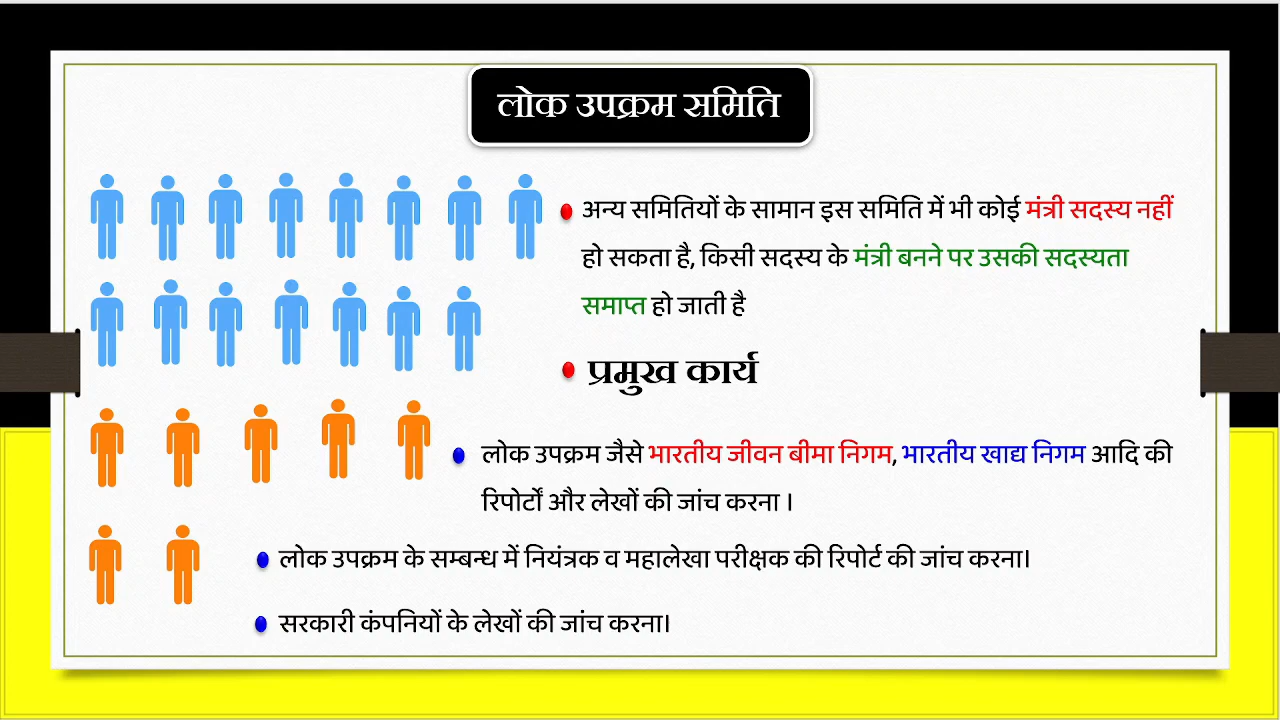 लोक उपक्रम समिति
अन्य समितियों के सामान इस समिति में भी कोई मंत्री सदस्य नहीं
हो सकता है, किसी सदस्य के मंत्री बनने पर उसकी सदस्यता
समाप्त हो जाती है
प्रमुख कार्य
लोक उपक्रम जैसे भारतीय जीवन बीमा निगम, भारतीय खाद्य निगम आदि की
रिपोर्टों और लेखों की जांच करना ।
लोक उपक्रम के सम्बन्ध में नियंत्रक व महालेखा परीक्षक की रिपोर्ट की जांच करना।
सरकारी कंपनियों के लेखों की जांच करना।